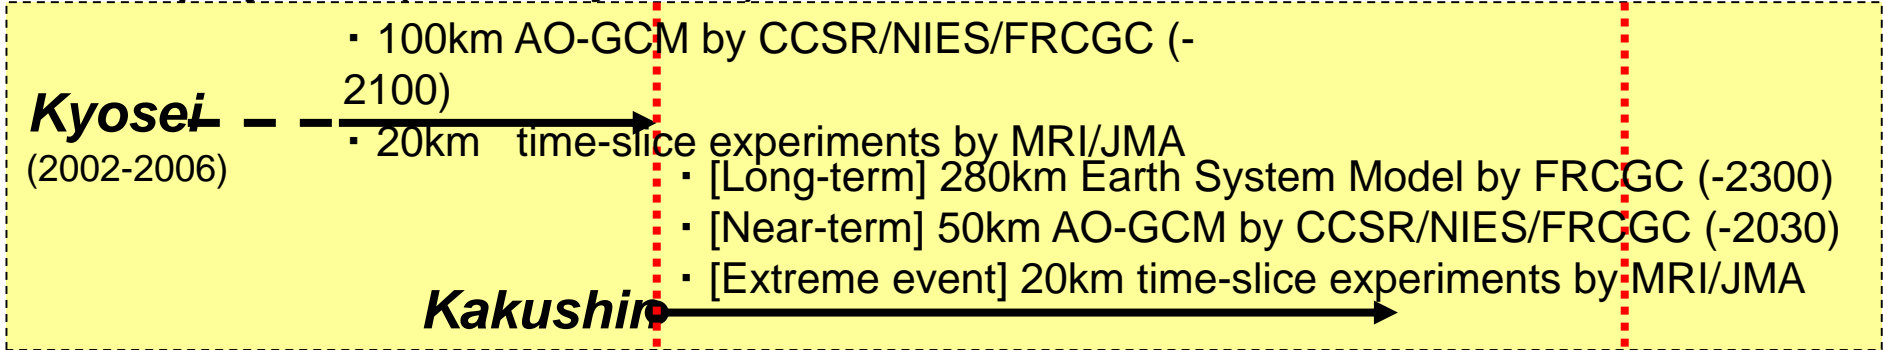 ・ 100km AO-GCM by CCSR/NIES/FRCGC (-
2100)
Kyosei
(2002-2006)
・ 20km time-slice experiments by MRI/JMA
・ [Long-term] 280km Earth System Model by FRCGC (-2300)
・ [Near-term] 50km AO-GCM by CCSR/NIES/FRCGC (-2030)
・ [Extreme event] 20km time-slice experiments by MRI/JMA
Kakushin